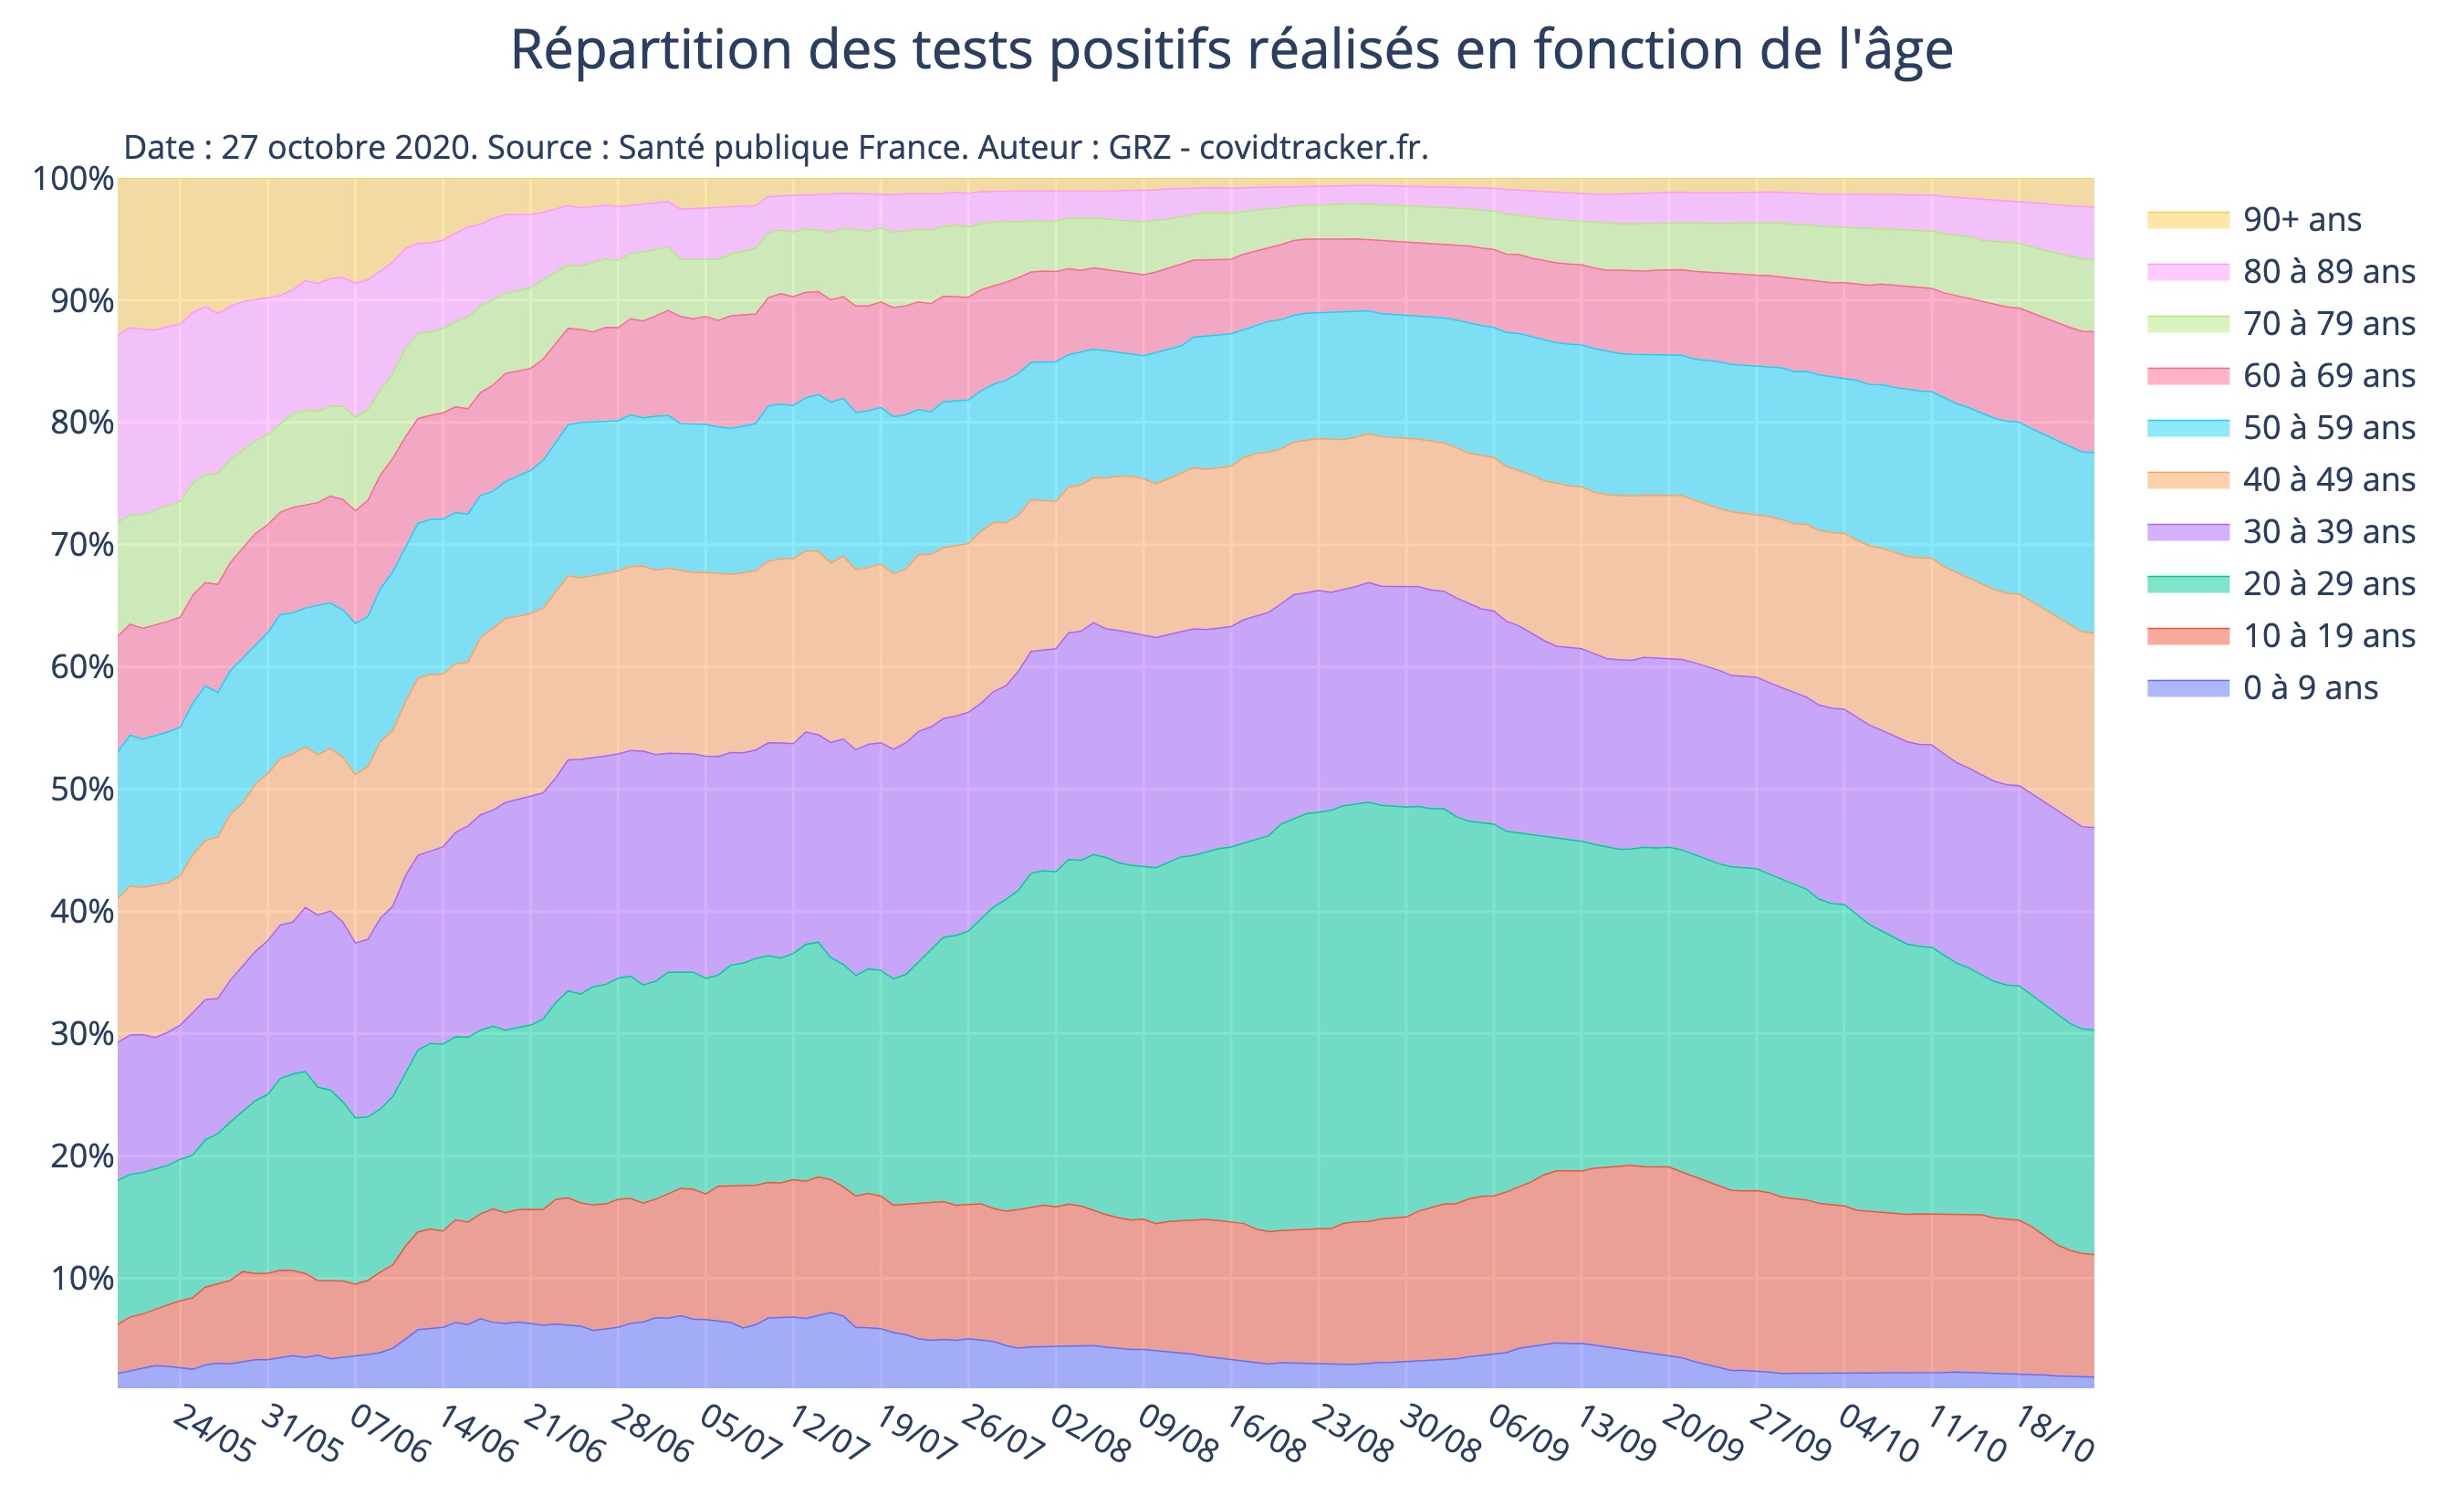 Répartition des tests positifs réalisés en fonction de l'âge
Date : 27 octobre 2020. Source : Santé publique France. Auteur : GRZ - covidtracker.fr.
100%
90%
80%
70%
60%
50%
40%
30%
20%
10%
24/05
31/05
07/06
14/06
21/06
28/06
05/07
12/07
19/07
26/07
02/08
09/08
16/08
23/08
30/08
06/09
13/09
20/09
27/09
04/10
11/10
18/10
90+ ans
80 à 89 ans
70 à 79 ans
60 à 69 ans
50 à 59 ans
40 à 49 ans
30 à 39 ans
20 à 29 ans
10 à 19 ans
0 à 9 ans